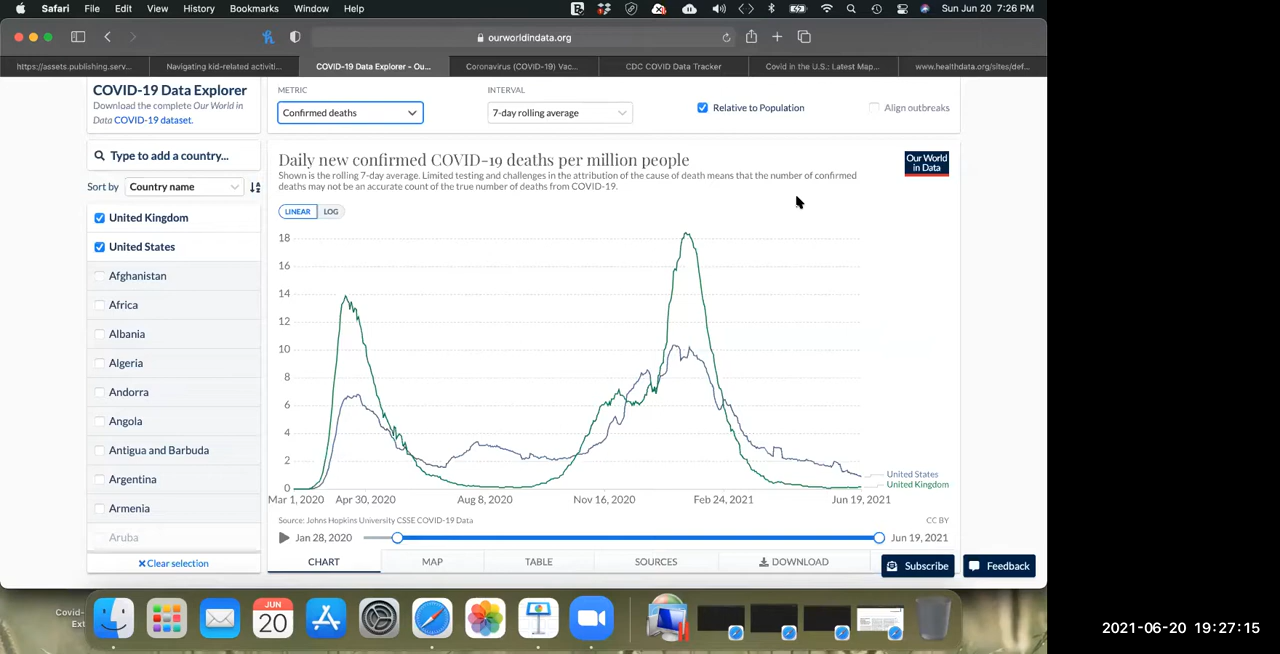 Safari File Edit View History Bookmarks Window Help Sun Jun 20 7:26 PM
ourworldindata.org
https://assets.publishing.serv... Navigating kid-related activiti... COVID-19 Data Explorer - Ou... Coronavirus (COVID-19) Vac... CDC COVID Data Tracker Covid in the U.S.: Latest Map... www.healthdata.org/sites/def...
COVID-19 Data Explorer
Download the complete Our World in
Data COVID-19 dataset.
METRIC
Confirmed deaths
INTERVAL
7-day rolling average
Relative to Population
Align outbreaks
Type to add a country...
Sort by Country name
United Kingdom
United States
Afghanistan
Africa
Albania
Algeria
Andorra
Angola
Antigua and Barbuda
Argentina
Armenia
Aruba
Clear selection
Daily new confirmed COVID-19 deaths per million people
Shown is the rolling 7-day average. Limited testing and challenges in the attribution of the cause of death means that the number of confirmed
deaths may not be an accurate count of the true number of deaths from COVID-19.
Our World
in Data
LINEAR LOG
18
16
14
12
10
8
6
4
2
0
United States
United Kingdom
Mar 1, 2020 Apr 30, 2020 Aug 8, 2020 Nov 16, 2020 Feb 24, 2021 Jun 19, 2021
Source: Johns Hopkins University CSSE COVID-19 Data CC BY
Jan 28, 2020 Jun 19, 2021
CHART MAP TABLE SOURCES DOWNLOAD
Subscribe Feedback
Covid-
Ext
JUN
20
2021-06-20 19:27:15